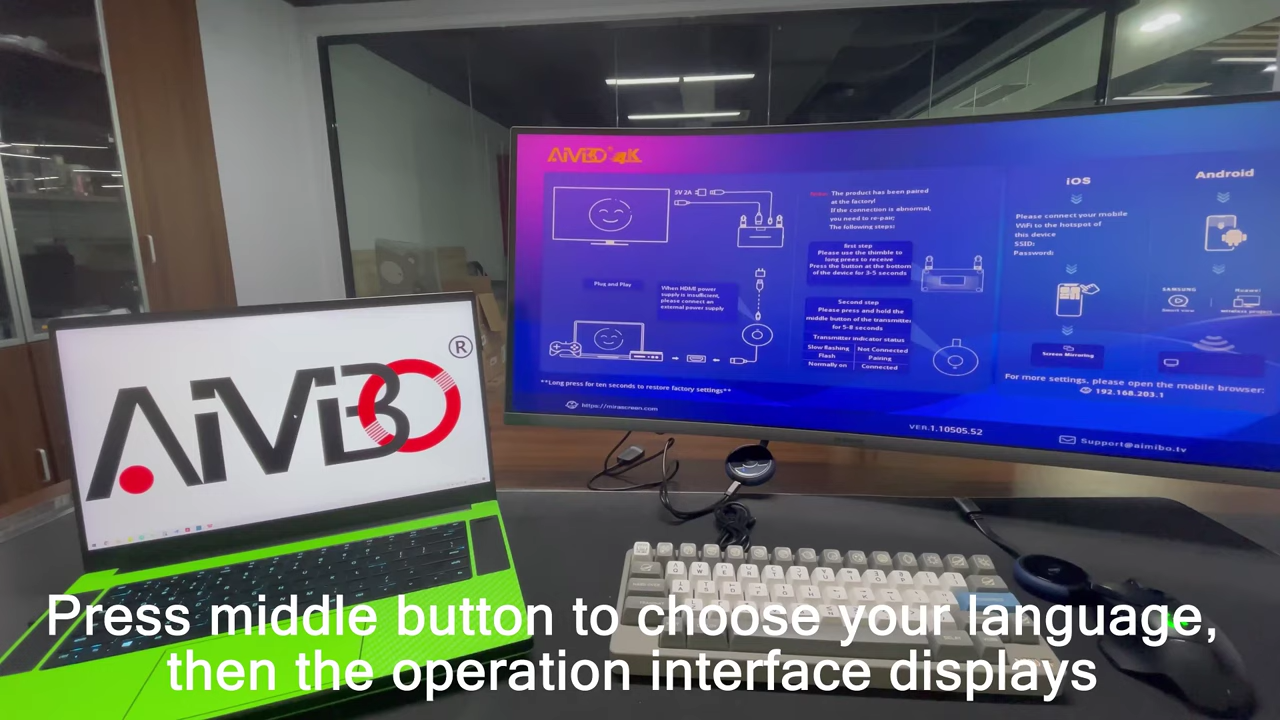 AiMiBO®
AiMiBO® 4K
5V 2A
Plug and Play
When HDMI power
supply is insufficient,
please connect an
external power supply
**Long press for ten seconds to restore factory settings**
https://mirascreen.com
The product has been paired
at the factory!
If the connection is abnormal,
you need to re-pair;
The following steps:
first step
Please use the thimble to
long press to receive
Press the button at the bottom
of the device for 3-5 seconds
Second step
Please press and hold the
middle button of the transmitter
for 5-8 seconds
Transmitter indicator status
Slow flashing Not Connected
Flash Pairing
Normally on Connected
VER.1.10505.52
iOS
Please connect your mobile
WiFi to the hotspot of
this device
SSID:
Password:
Screen Mirroring
Android
SAMSUNG
Smart view
Huawei
For more settings, please open the mobile browser:
192.168.203.1
Support@aimibo.tv
Press middle button to choose your language,
then the operation interface displays